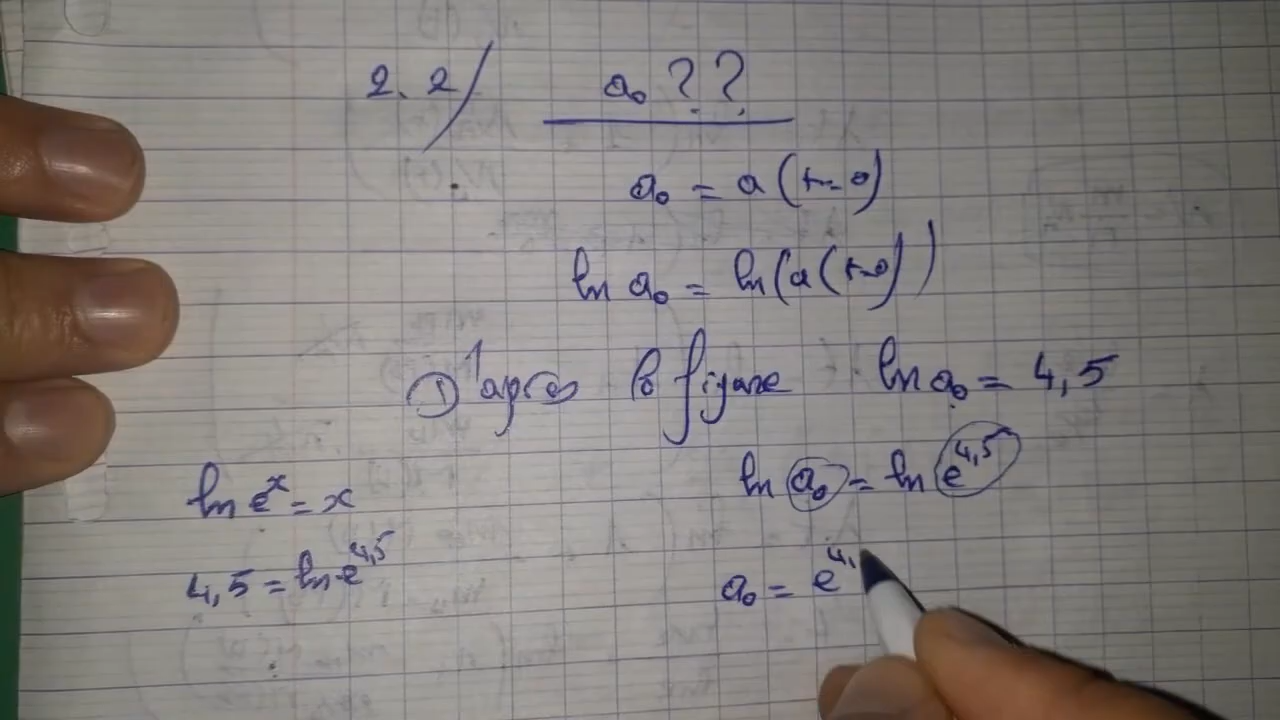 2.2/ a₀ ??
a₀ = a(t=0)
ln a₀ = ln(a(t=0))
D'après la figure ln a₀ = 4,5
ln a₀ = ln e^4,5
ln e^x = x
4,5 = ln e^4,5
a₀ = e^4,